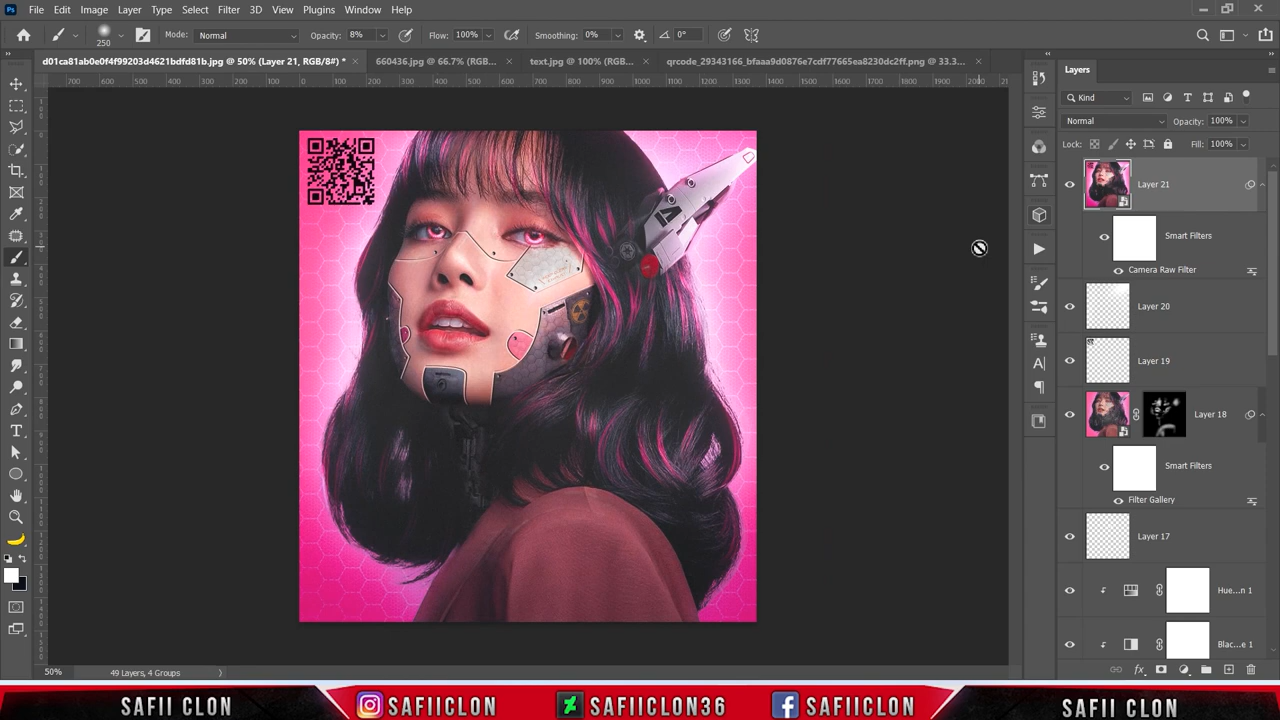 Ps File Edit Image Layer Type Select Filter 3D View Plugins Window Help
250 Mode: Normal Opacity: 8% Flow: 100% Smoothing: 0% 0°
d01ca81ab0e0f4f99203d4621bdfd81b.jpg @ 50% (Layer 21, RGB/8#) * × 660436.jpg @ 66.7% (RGB... × text.jpg @ 100% (RGB... × qrcode_29343166_bfaaa9d0876e7cdf77665ea8230dc2ff.png @ 33.3... ×
Layers
Kind
Normal Opacity: 100%
Lock: Fill: 100%
Layer 21
Smart Filters
Camera Raw Filter
Layer 20
Layer 19
Layer 18
Smart Filters
Filter Gallery
Layer 17
Hue...n 1
Blac...e 1
50% 49 Layers, 4 Groups
SAFII CLON SAFIICLON SAFIICLON36 SAFIICLON SAFII CLON